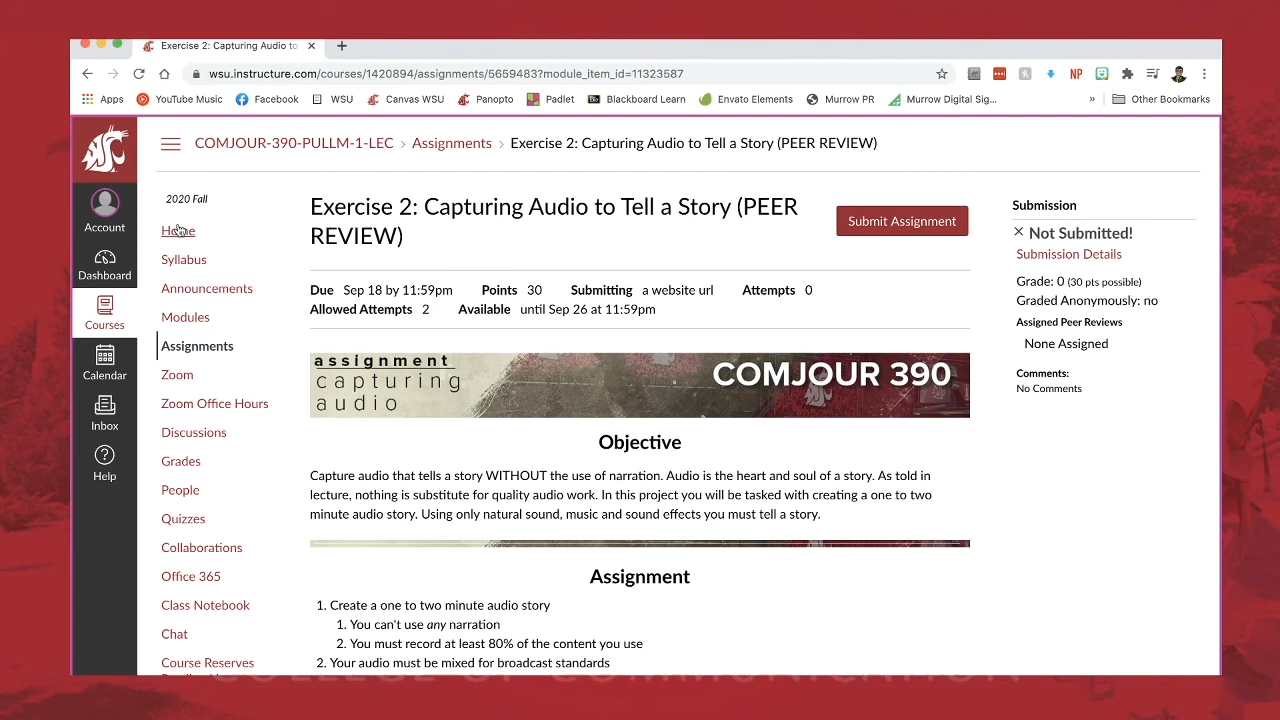 Exercise 2: Capturing Audio to
wsu.instructure.com/courses/1420894/assignments/5659483?module_item_id=11323587
Apps YouTube Music Facebook WSU Canvas WSU Panopto Padlet Blackboard Learn Envato Elements Murrow PR Murrow Digital Sig... » Other Bookmarks
COMJOUR-390-PULLM-1-LEC › Assignments › Exercise 2: Capturing Audio to Tell a Story (PEER REVIEW)
Account
Dashboard
Courses
Calendar
Inbox
Help
2020 Fall
Home
Syllabus
Announcements
Modules
Assignments
Zoom
Zoom Office Hours
Discussions
Grades
People
Quizzes
Collaborations
Office 365
Class Notebook
Chat
Course Reserves
Exercise 2: Capturing Audio to Tell a Story (PEER
REVIEW)
Submit Assignment
Due Sep 18 by 11:59pm Points 30 Submitting a website url Attempts 0
Allowed Attempts 2 Available until Sep 26 at 11:59pm
assignment
capturing
audio
COMJOUR 390
Objective
Capture audio that tells a story WITHOUT the use of narration. Audio is the heart and soul of a story. As told in
lecture, nothing is substitute for quality audio work. In this project you will be tasked with creating a one to two
minute audio story. Using only natural sound, music and sound effects you must tell a story.
Assignment
1. Create a one to two minute audio story
1. You can't use any narration
2. You must record at least 80% of the content you use
2. Your audio must be mixed for broadcast standards
Submission
Not Submitted!
Submission Details
Grade: 0 (30 pts possible)
Graded Anonymously: no
Assigned Peer Reviews
None Assigned
Comments:
No Comments
COLLEGE OF COMMUNICATION